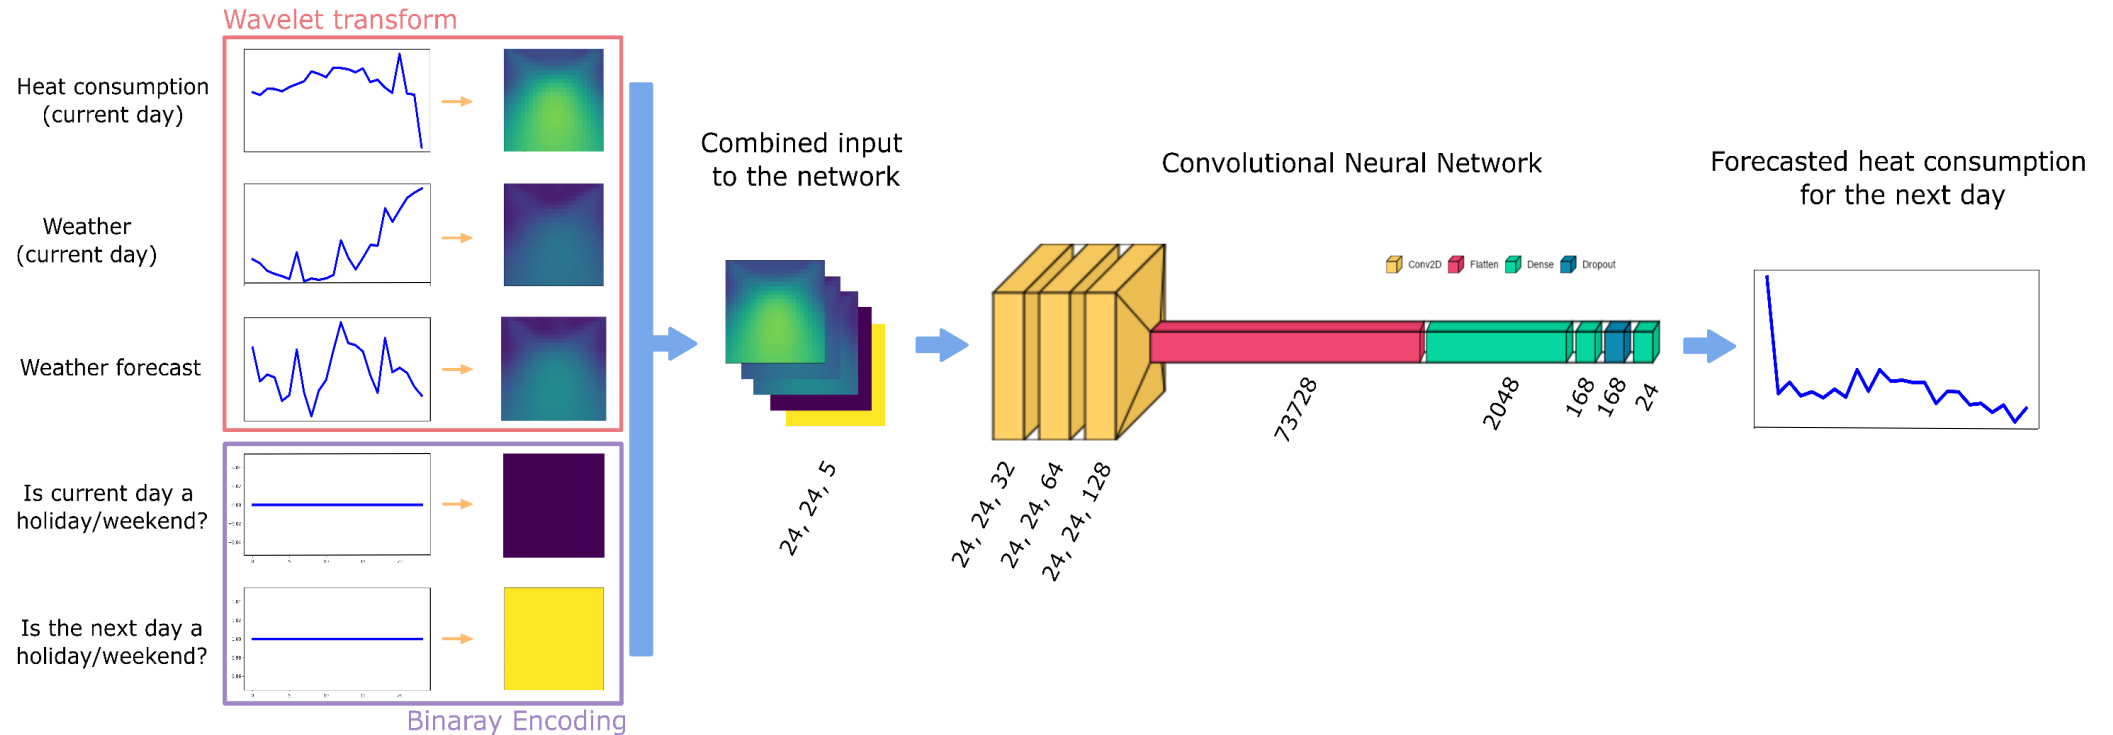 Wavelet transform
Heat consumption
(current day)
Weather
(current day)
Weather forecast
Is current day a
holiday/weekend?
Is the next day a
holiday/weekend?
Binaray Encoding
Combined input
to the network
24, 24, 5
Convolutional Neural Network
Conv2D Flatten Dense Dropout
24, 24, 32
24, 24, 64
24, 24, 128
73728
2048
168
168
24
Forecasted heat consumption
for the next day